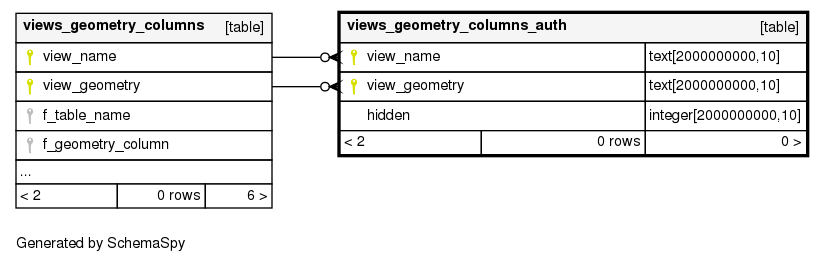 views_geometry_columns [table]
view_name
view_geometry
f_table_name
f_geometry_column
...
< 2 0 rows 6 >
views_geometry_columns_auth [table]
view_name text[2000000000,10]
view_geometry text[2000000000,10]
hidden integer[2000000000,10]
< 2 0 rows 0 >
Generated by SchemaSpy